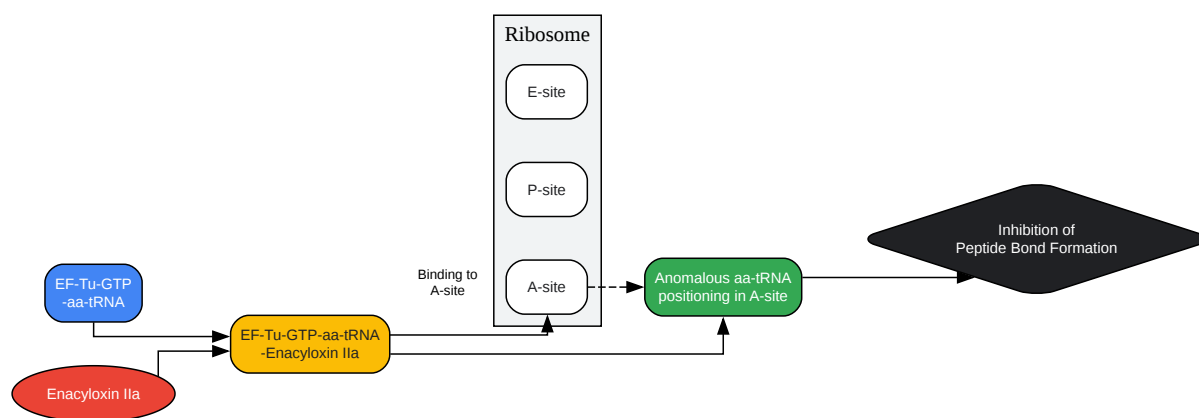 Ribosome
E-site
P-site
A-site
Binding to
A-site
EF-Tu-GTP
-aa-tRNA
Enacyloxin IIa
EF-Tu-GTP-aa-tRNA
-Enacyloxin IIa
Anomalous aa-tRNA
positioning in A-site
Inhibition of
Peptide Bond Formation